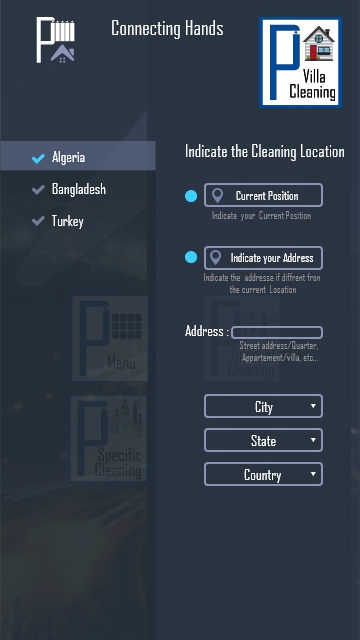 Connecting Hands
Villa
Cleaning
Algeria
Bangladesh
Turkey
Indicate the Cleaning Location
Current Position
Indicate your Current Position
Indicate your Address
Indicate the addresse if diffrent fron
the current Location
Address :
Street address/Quarter,
Appartement/villa, etc...
Menu
Cleaning
Specific
Cleaning
City
State
Country